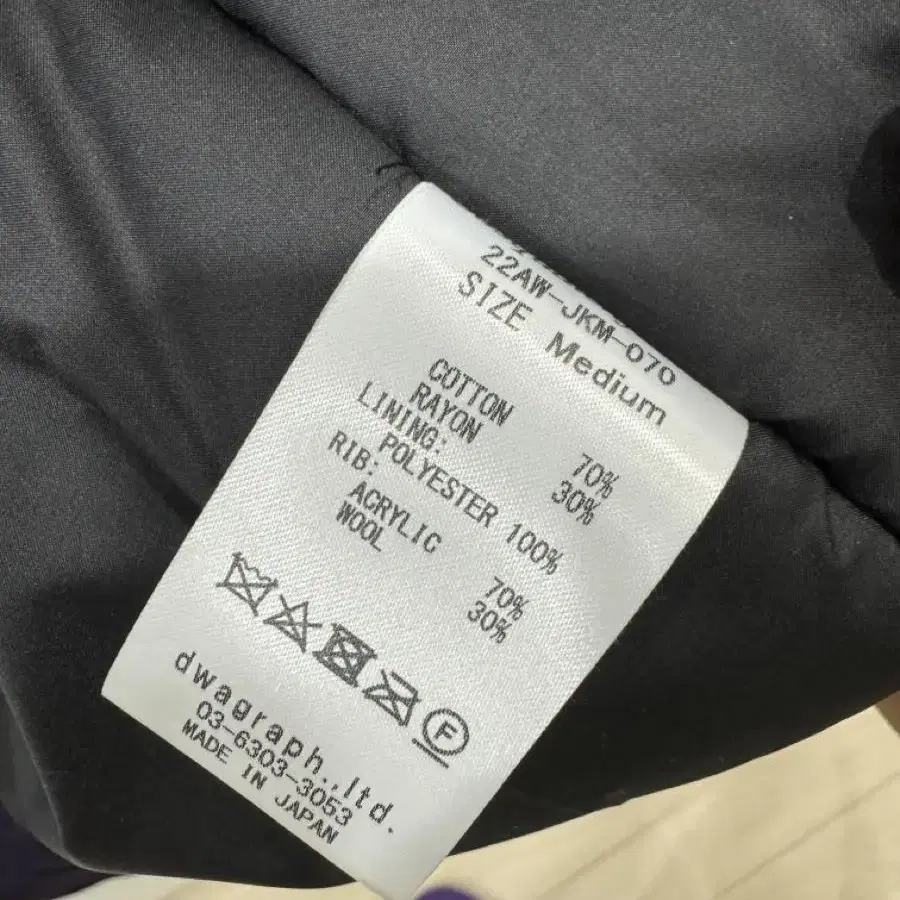 22AW-JKM-070
SIZE Medium
COTTON 70%
RAYON 30%
LINING:
POLYESTER 100%
RIB:
ACRYLIC 70%
WOOL 30%
F
dwagraph.,ltd.
03-6303-3053
MADE IN JAPAN